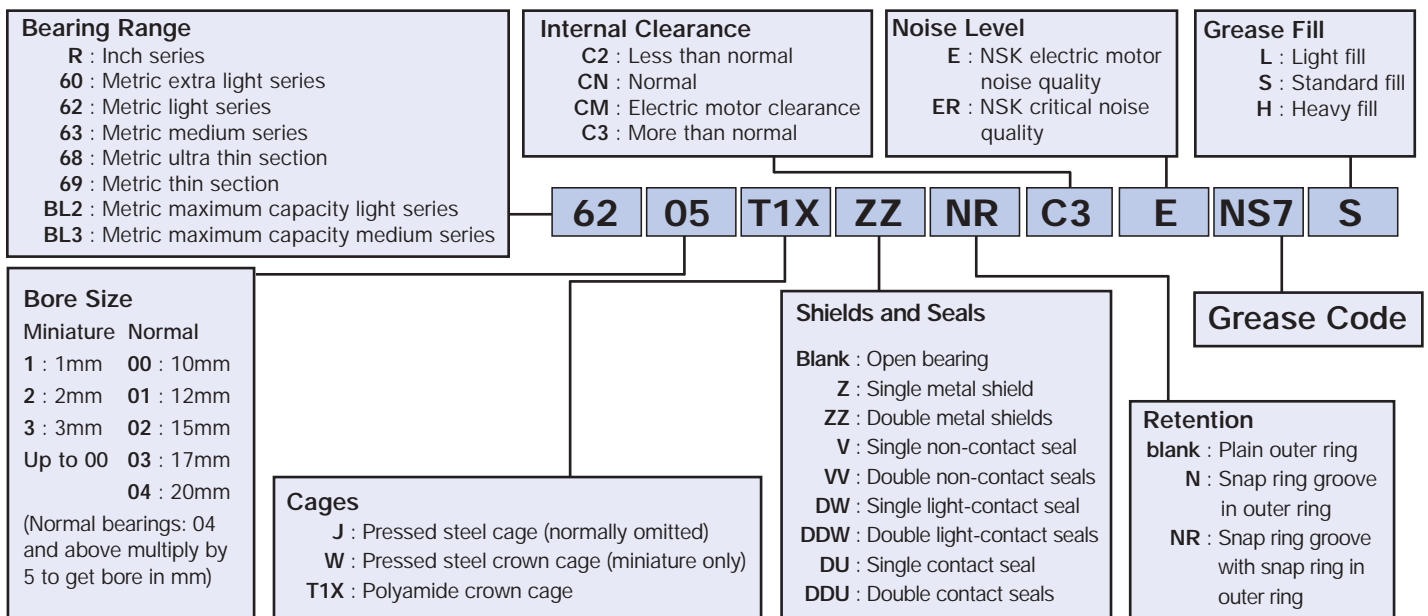 Bearing Range
R : Inch series
60 : Metric extra light series
62 : Metric light series
63 : Metric medium series
68 : Metric ultra thin section
69 : Metric thin section
BL2 : Metric maximum capacity light series
BL3 : Metric maximum capacity medium series
Internal Clearance
C2 : Less than normal
CN : Normal
CM : Electric motor clearance
C3 : More than normal
Noise Level
E : NSK electric motor
noise quality
ER : NSK critical noise
quality
Grease Fill
L : Light fill
S : Standard fill
H : Heavy fill
62 05 T1X ZZ NR C3 E NS7 S
Bore Size
Miniature Normal
1 : 1mm 00 : 10mm
2 : 2mm 01 : 12mm
3 : 3mm 02 : 15mm
Up to 00 03 : 17mm
04 : 20mm
(Normal bearings: 04
and above multiply by
5 to get bore in mm)
Cages
J : Pressed steel cage (normally omitted)
W : Pressed steel crown cage (miniature only)
T1X : Polyamide crown cage
Shields and Seals
Blank : Open bearing
Z : Single metal shield
ZZ : Double metal shields
V : Single non-contact seal
VV : Double non-contact seals
DW : Single light-contact seal
DDW : Double light-contact seals
DU : Single contact seal
DDU : Double contact seals
Grease Code
Retention
blank : Plain outer ring
N : Snap ring groove
in outer ring
NR : Snap ring groove
with snap ring in
outer ring